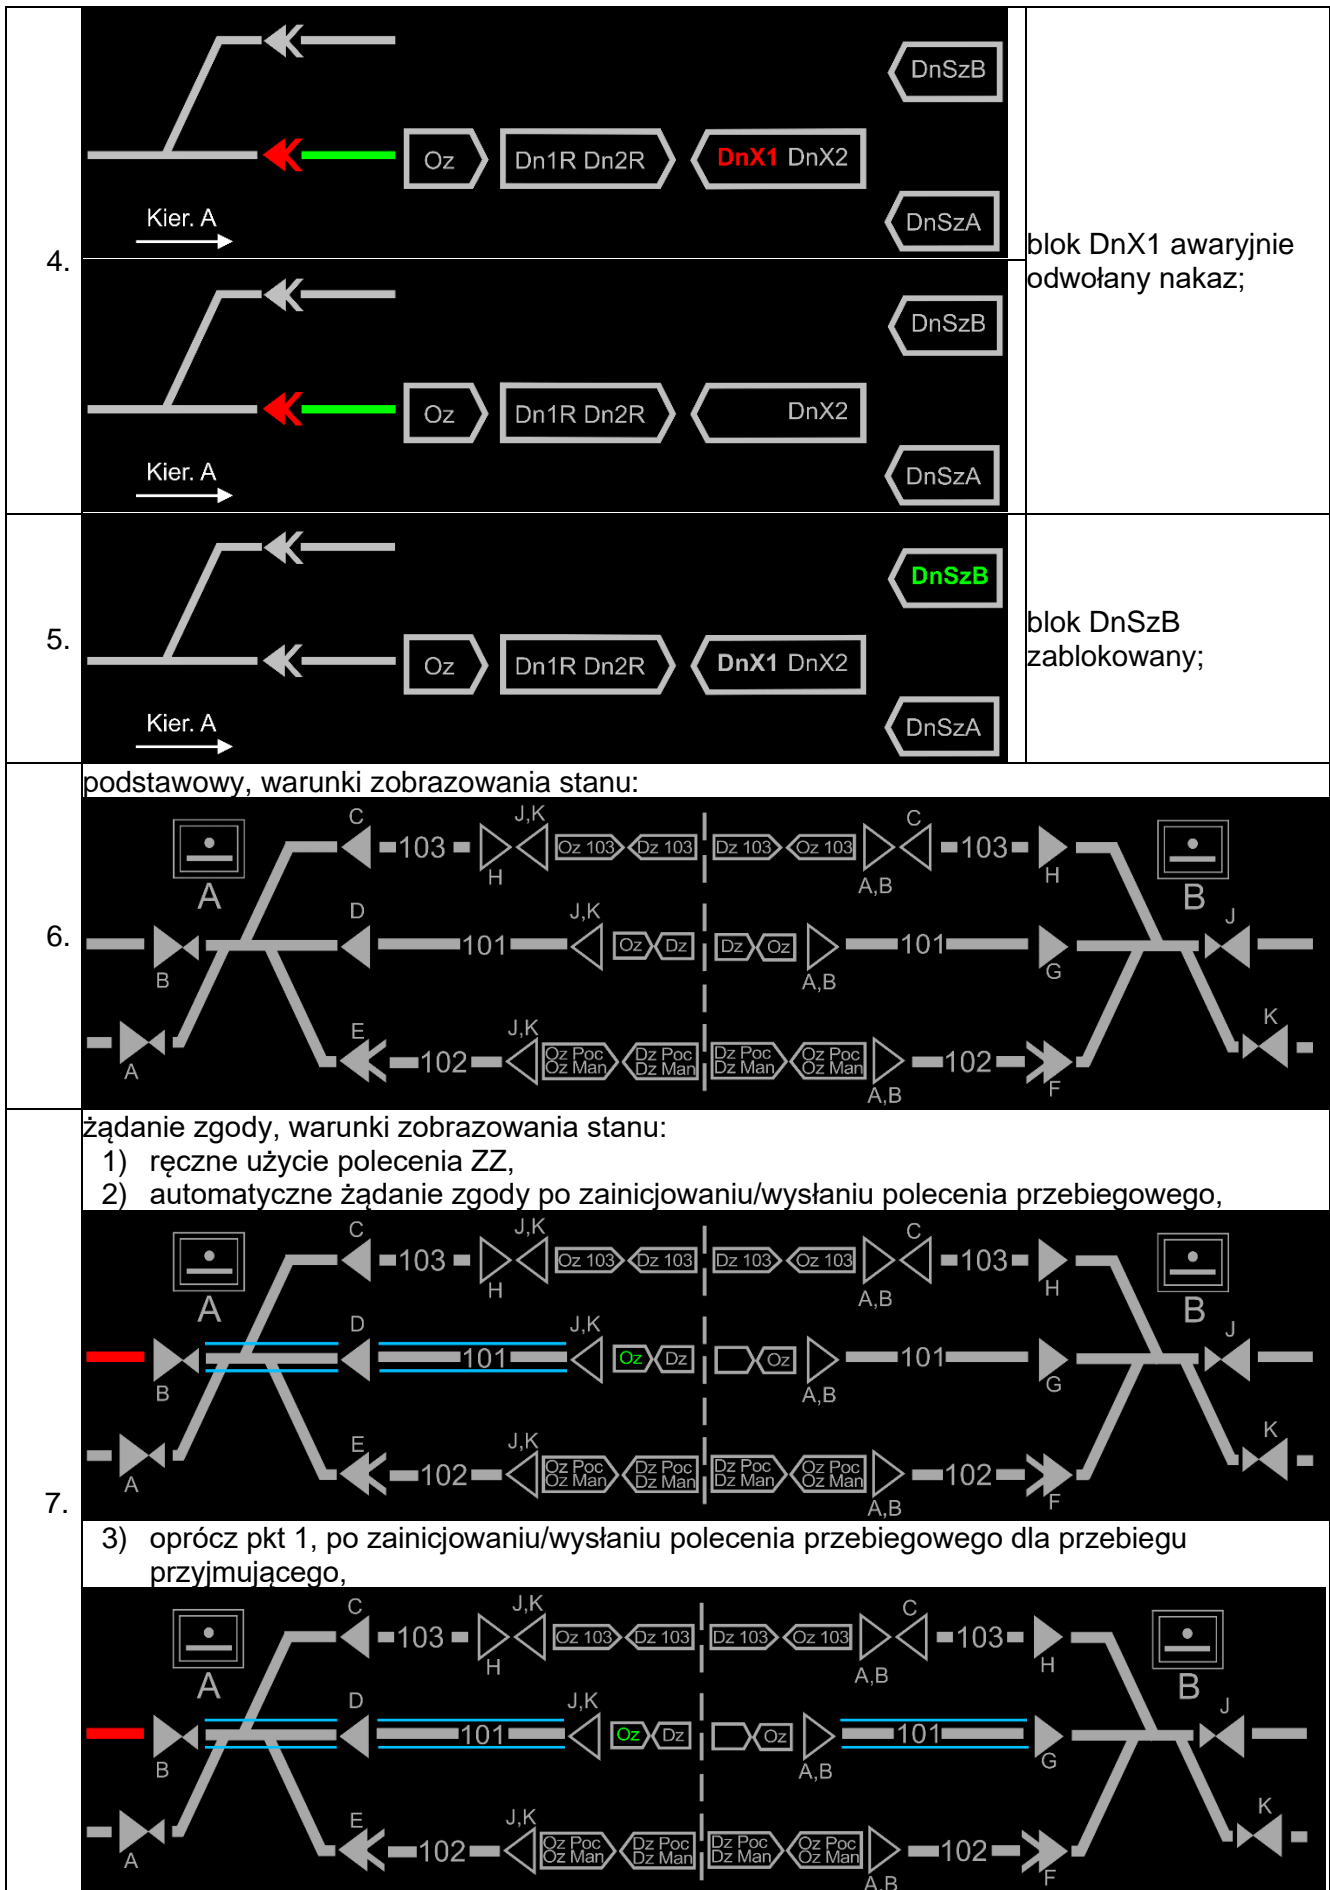 4.
DnSzB
Oz Dn1R Dn2R DnX1 DnX2
Kier. A
DnSzA
blok DnX1 awaryjnie
odwołany nakaz;
DnSzB
Oz Dn1R Dn2R DnX2
Kier. A
DnSzA
5.
DnSzB
Oz Dn1R Dn2R DnX1 DnX2
Kier. A
DnSzA
blok DnSzB
zablokowany;
6.
podstawowy, warunki zobrazowania stanu:
C J,K C
103 Oz 103 Dz 103 Dz 103 Oz 103 103
A H A,B H B
D J,K J
101 Oz Dz Dz Oz 101
B A,B G
E J,K K
102 Oz Poc Dz Poc Dz Poc Oz Poc 102
Oz Man Dz Man Dz Man Oz Man
A A,B F
7.
żądanie zgody, warunki zobrazowania stanu:
1) ręczne użycie polecenia ZZ,
2) automatyczne żądanie zgody po zainicjowaniu/wysłaniu polecenia przebiegowego,
C J,K C
103 Oz 103 Dz 103 Dz 103 Oz 103 103
A H A,B H B
D J,K J
101 Oz Dz Oz 101
B A,B G
E J,K K
102 Oz Poc Dz Poc Dz Poc Oz Poc 102
Oz Man Dz Man Dz Man Oz Man
A A,B F
3) oprócz pkt 1, po zainicjowaniu/wysłaniu polecenia przebiegowego dla przebiegu
przyjmującego,
C J,K C
103 Oz 103 Dz 103 Dz 103 Oz 103 103
A H A,B H B
D J,K J
101 Oz Dz Oz 101
B A,B G
E J,K K
102 Oz Poc Dz Poc Dz Poc Oz Poc 102
Oz Man Dz Man Dz Man Oz Man
A A,B F